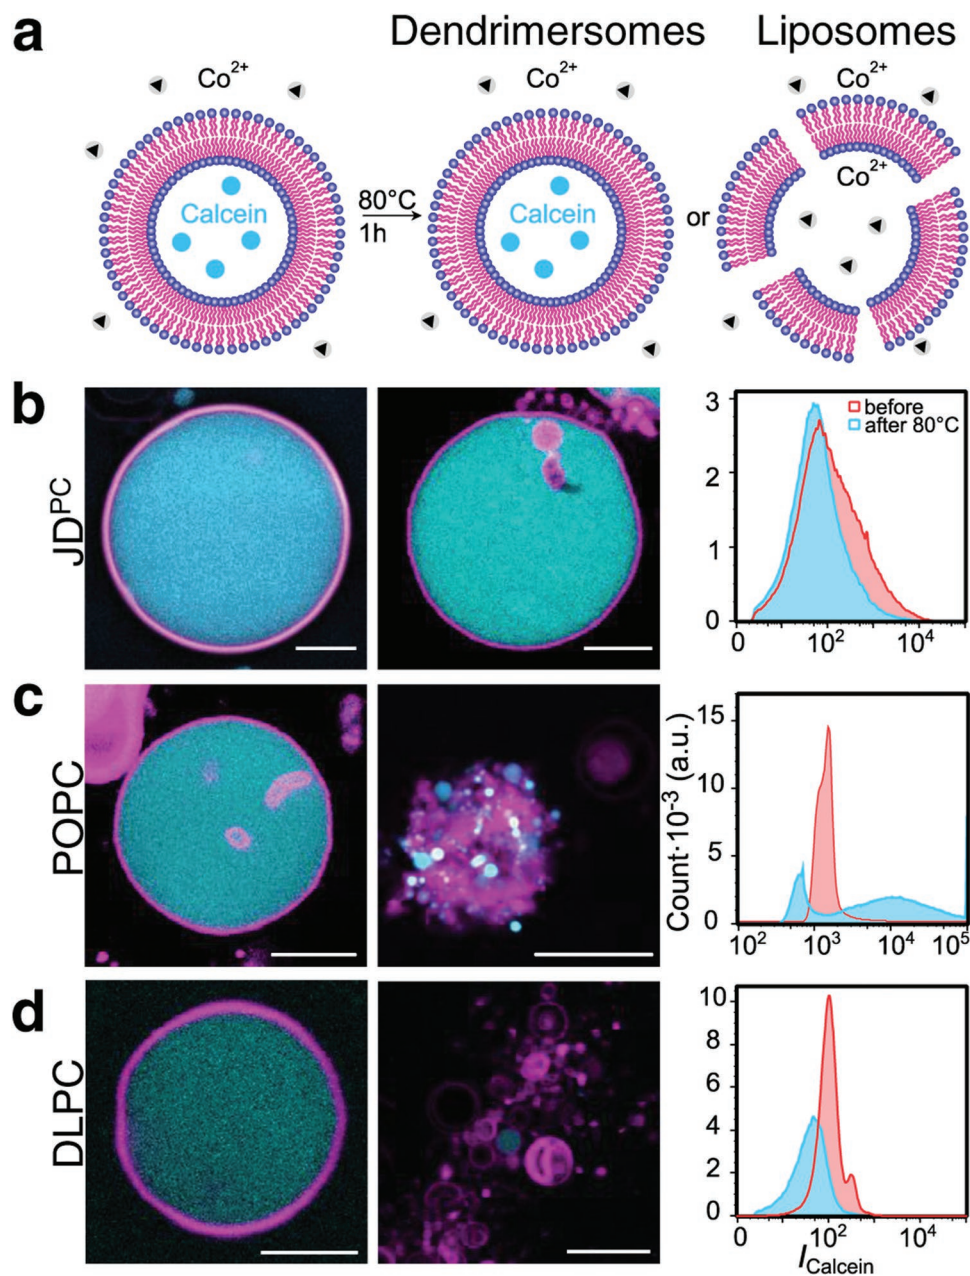 a
Dendrimersomes
Liposomes
Co²⁺
Co²⁺
Co²⁺
Calcein
80°C
1h
Calcein
or
Co²⁺
b
JDᴾᶜ
3
2
1
0
before
after 80°C
0
10²
10⁴
c
POPC
Count·10⁻³ (a.u.)
15
10
5
0
10²
10³
10⁴
10⁵
d
DLPC
10
8
6
4
2
0
0
10²
10⁴
I Calcein